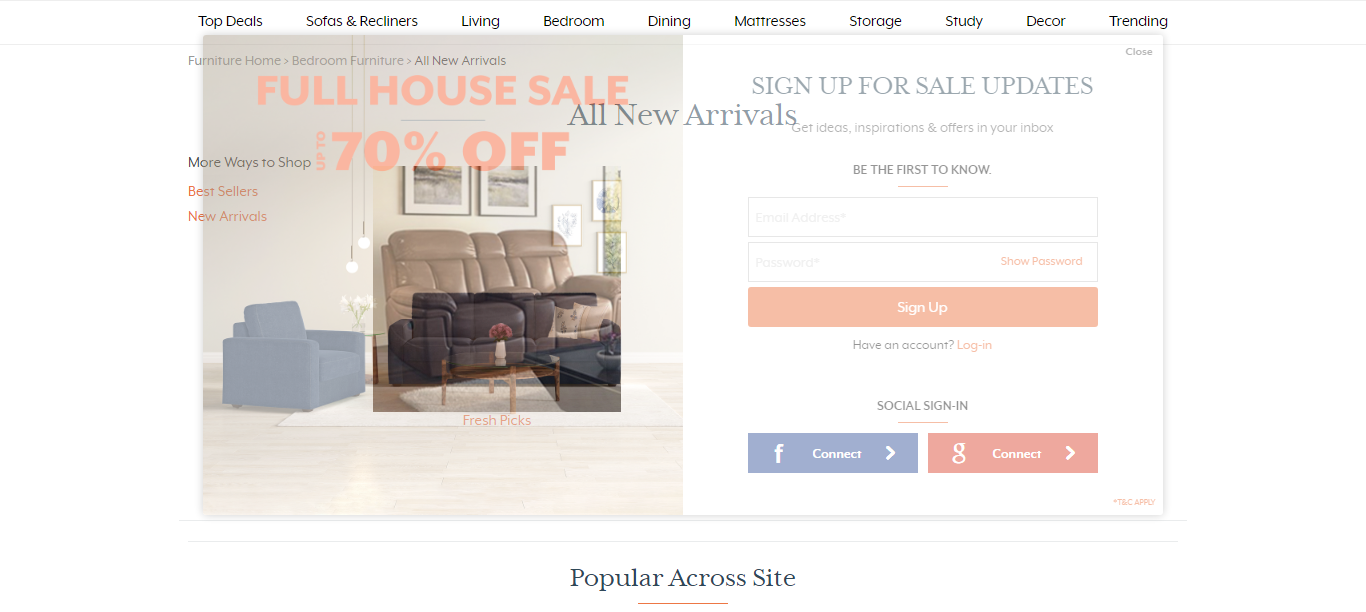 Top Deals Sofas & Recliners Living Bedroom Dining Mattresses Storage Study Decor Trending
Close
Furniture Home > Bedroom Furniture > All New Arrivals
FULL HOUSE SALE
UP TO 70% OFF
All New Arrivals
More Ways to Shop
Best Sellers
New Arrivals
Fresh Picks
SIGN UP FOR SALE UPDATES
Get ideas, inspirations & offers in your inbox
BE THE FIRST TO KNOW.
Email Address*
Password* Show Password
Sign Up
Have an account? Log-in
SOCIAL SIGN-IN
f Connect g Connect
*T&C APPLY
Popular Across Site